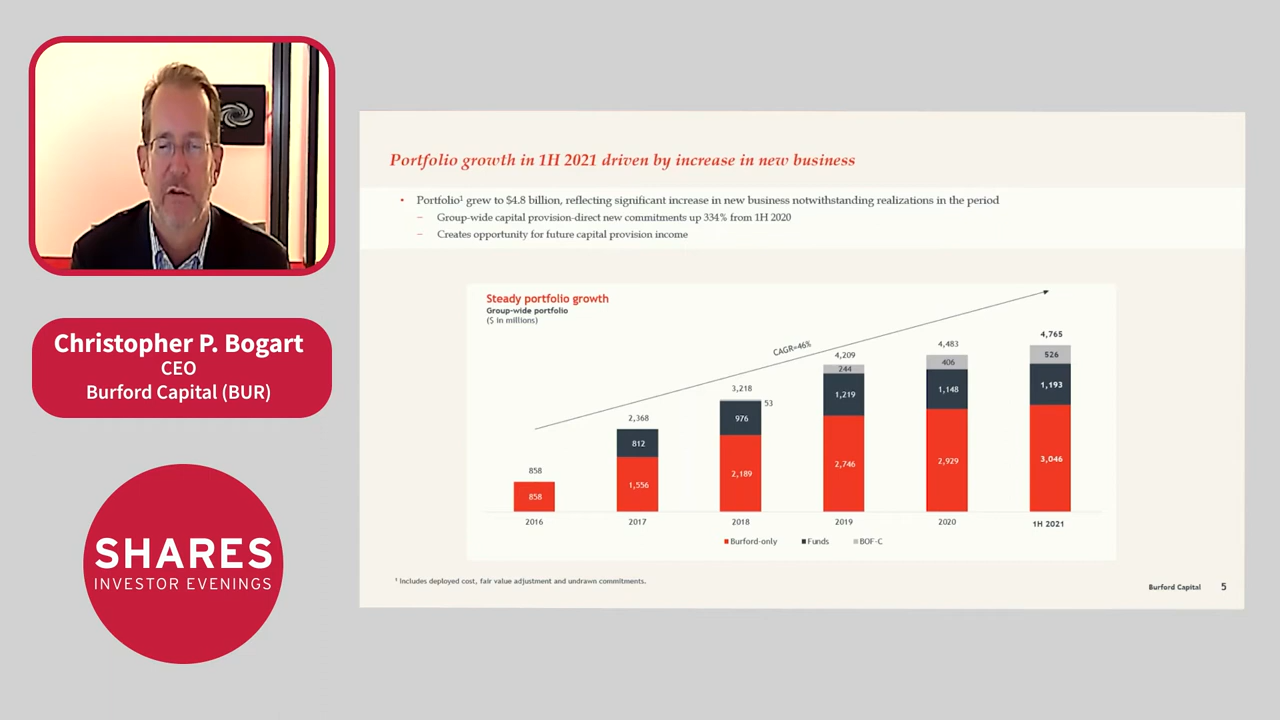 Christopher P. Bogart
CEO
Burford Capital (BUR)
SHARES
INVESTOR EVENINGS
Portfolio growth in 1H 2021 driven by increase in new business
• Portfolio¹ grew to $4.8 billion, reflecting significant increase in new business notwithstanding realizations in the period
– Group-wide capital provision-direct new commitments up 334% from 1H 2020
– Creates opportunity for future capital provision income
Steady portfolio growth
Group-wide portfolio
($ in millions)
CAGR=46%
858
858
2016
2,368
812
1,556
2017
3,218
53
976
2,189
2018
4,209
244
1,219
2,746
2019
4,483
406
1,148
2,929
2020
4,765
526
1,193
3,046
1H 2021
Burford-only Funds BOF-C
¹ Includes deployed cost, fair value adjustment and undrawn commitments.
Burford Capital 5